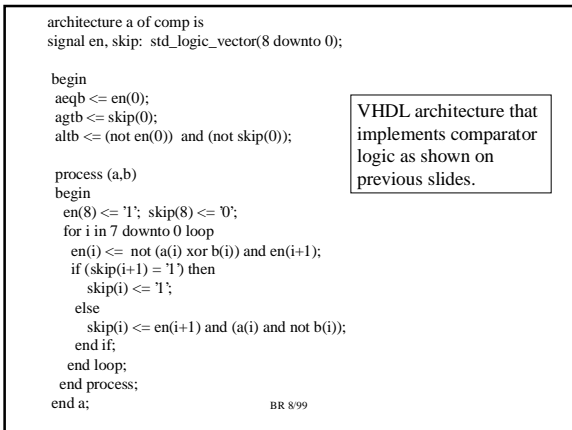 architecture a of comp is
signal en, skip: std_logic_vector(8 downto 0);
begin
aeqb <= en(0);
agtb <= skip(0);
altb <= (not en(0)) and (not skip(0));
process (a,b)
begin
en(8) <= '1'; skip(8) <= '0';
for i in 7 downto 0 loop
en(i) <= not (a(i) xor b(i)) and en(i+1);
if (skip(i+1) = '1') then
skip(i) <= '1';
else
skip(i) <= en(i+1) and (a(i) and not b(i));
end if;
end loop;
end process;
end a;
VHDL architecture that
implements comparator
logic as shown on
previous slides.
BR 8/99